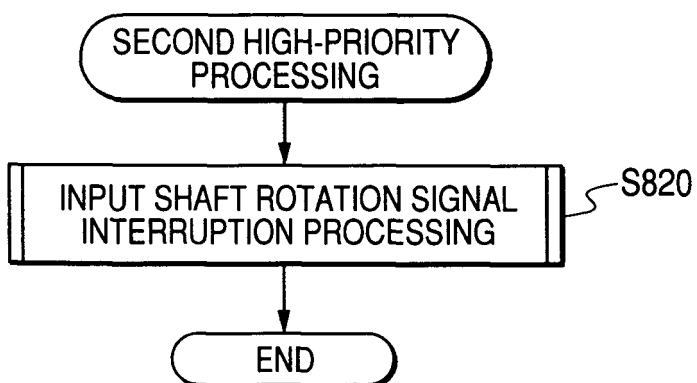 SECOND HIGH-PRIORITY
PROCESSING
INPUT SHAFT ROTATION SIGNAL
INTERRUPTION PROCESSING
S820
END